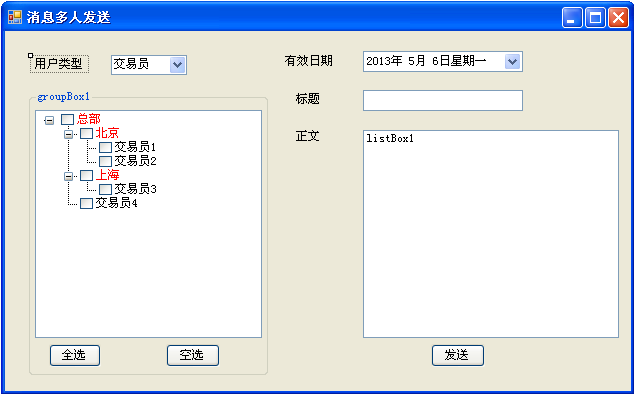 消息多人发送
用户类型
交易员
有效日期
2013年 5月 6日星期一
groupBox1
标题
总部
北京
交易员1
交易员2
上海
交易员3
交易员4
正文
listBox1
全选
空选
发送